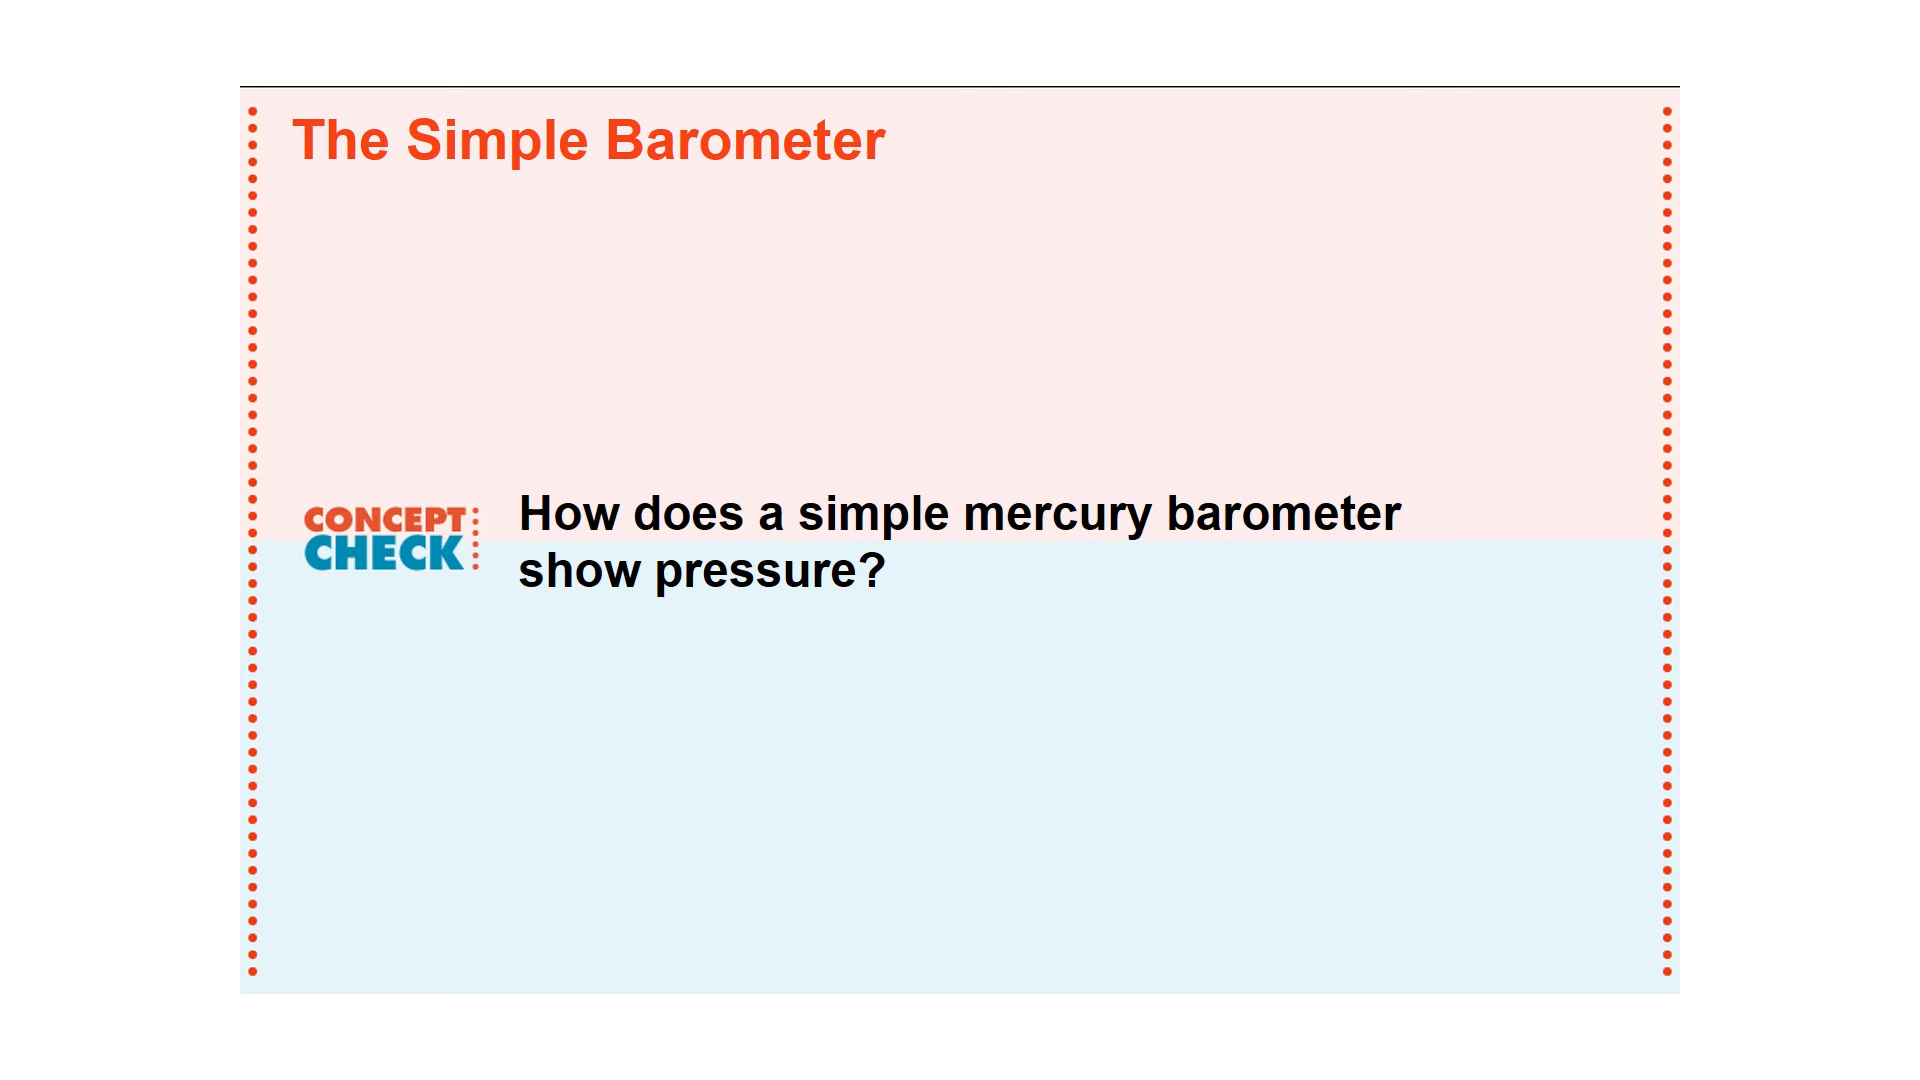 The Simple Barometer
CONCEPT
CHECK
How does a simple mercury barometer
show pressure?